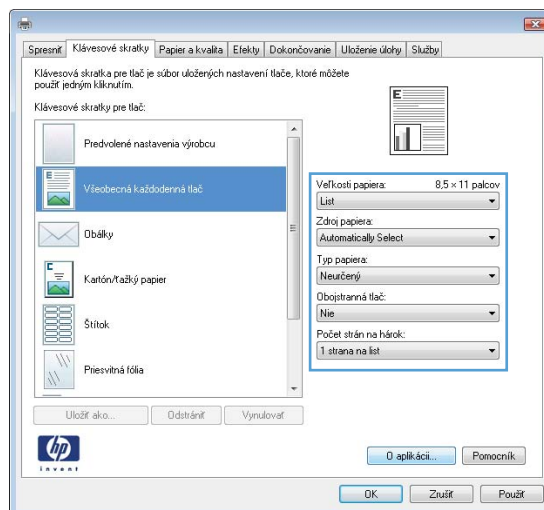 Spresniť Klávesové skratky Papier a kvalita Efekty Dokončovanie Uloženie úlohy Služby
Klávesová skratka pre tlač je súbor uložených nastavení tlače, ktoré môžete
použiť jedným kliknutím.
Klávesové skratky pre tlač:
Predvolené nastavenia výrobcu
Všeobecná každodenná tlač
Obálky
Kartón/ťažký papier
Štítok
Priesvitná fólia
E
E
C
Veľkosti papiera: 8,5 × 11 palcov
List
Zdroj papiera:
Automatically Select
Typ papiera:
Neurčený
Obojstranná tlač:
Nie
Počet strán na hárok:
1 strana na list
Uložiť ako... Odstrániť Vynulovať
hp
invent
O aplikácii... Pomocník
OK Zrušiť Použiť